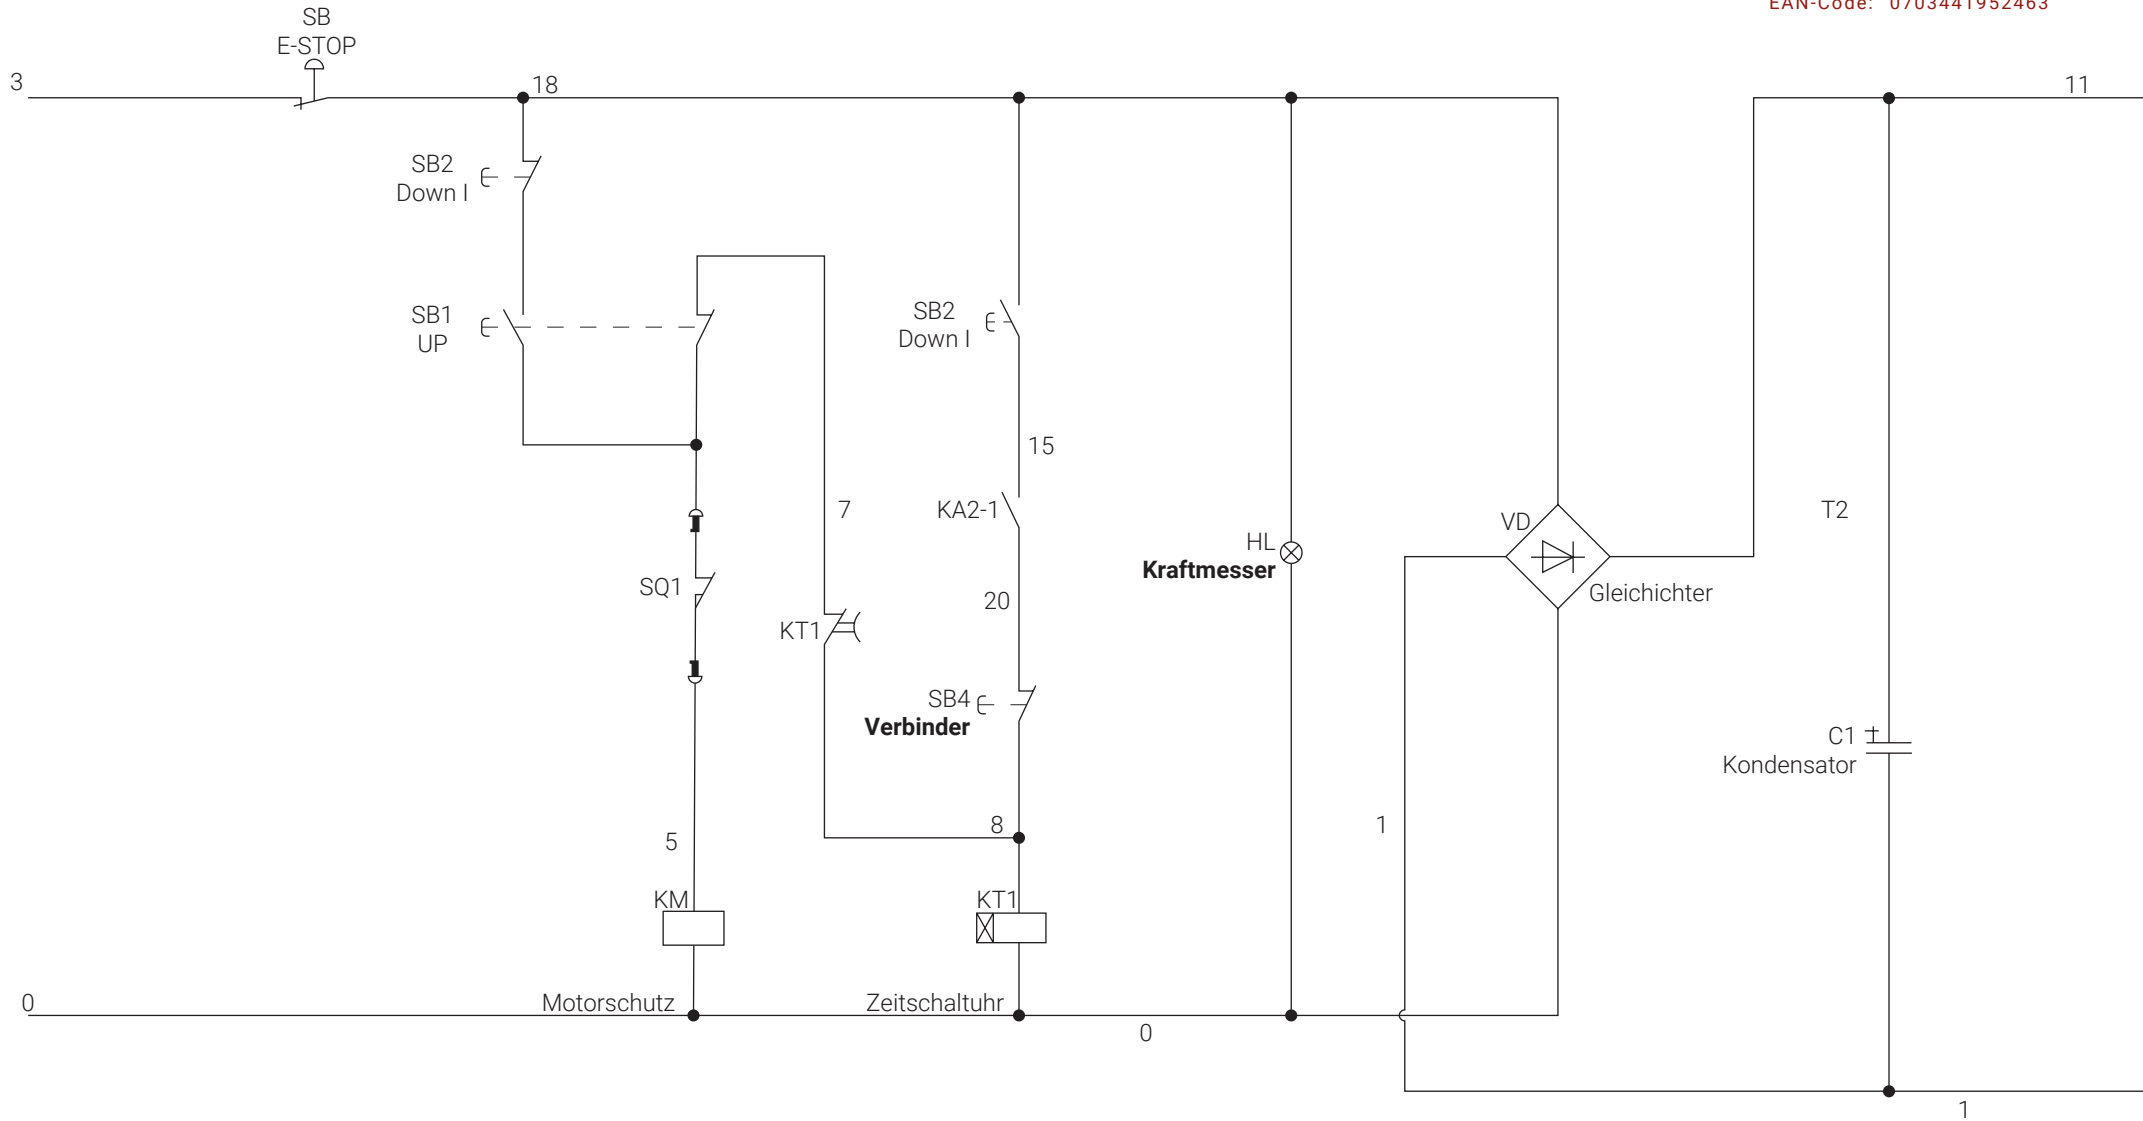 EAN-Code: 0703441952463
SB
E-STOP
3
18
11
SB2
Down I
SB1
UP
SB2
Down I
15
7
KA2-1
T2
VD
HL
Kraftmesser
SQ1
20
Gleichichter
KT1
SB4
Verbinder
C1
Kondensator
8
1
5
KM
KT1
0
Motorschutz
Zeitschaltuhr
0
1